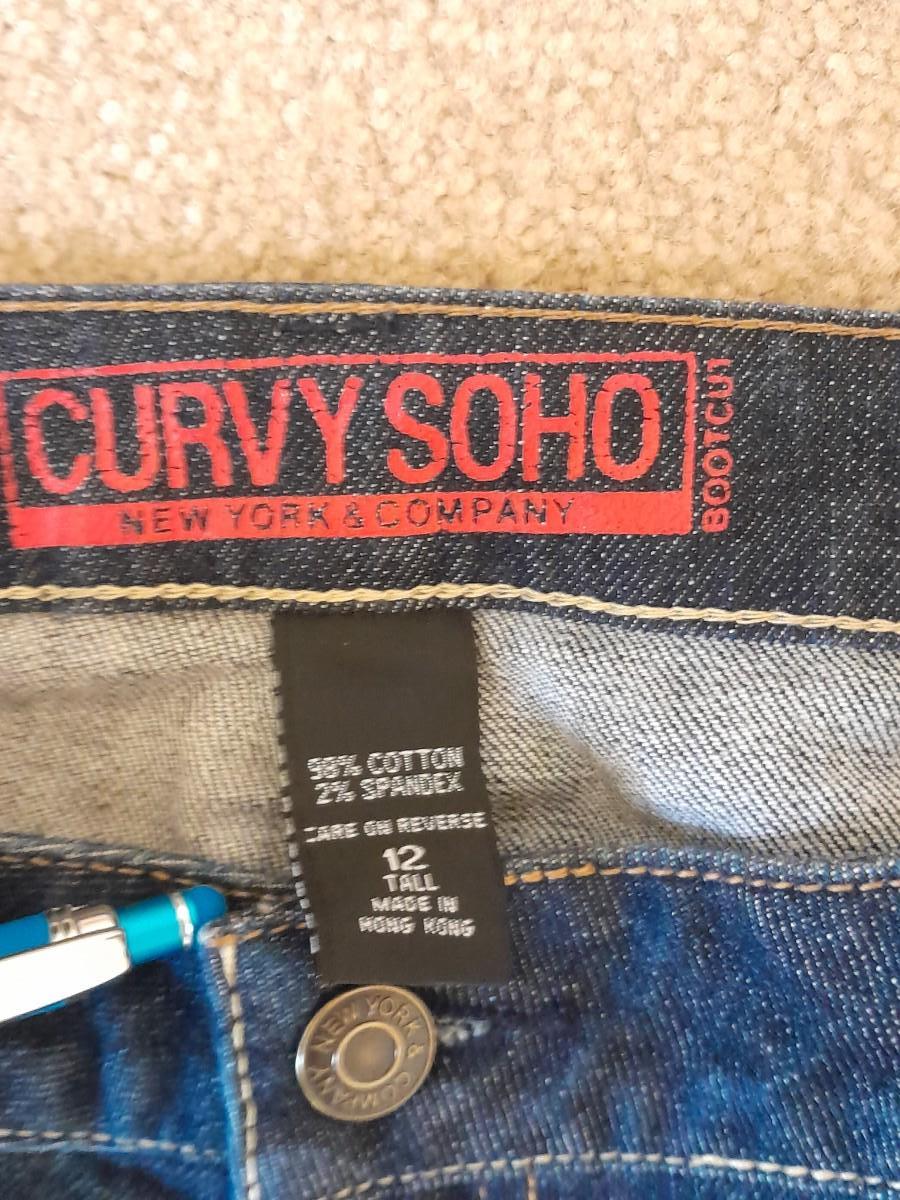 CURVY SOHO
NEW YORK & COMPANY
BOOTCUT
98% COTTON
2% SPANDEX
CARE ON REVERSE
12
TALL
MADE IN
HONG KONG
NEW YORK & COMPANY